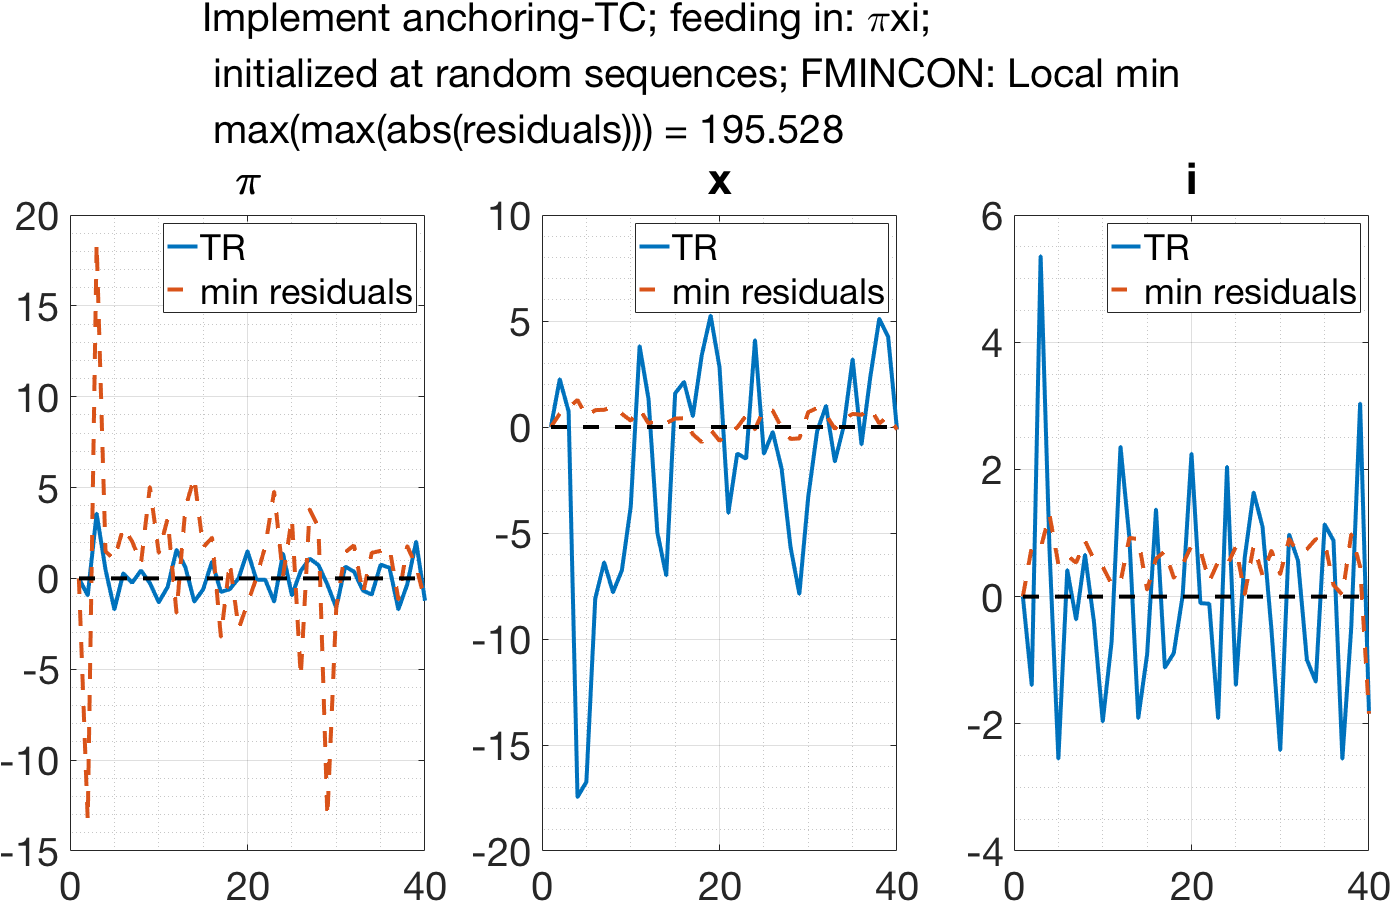 Implement anchoring-TC; feeding in: πxi;
initialized at random sequences; FMINCON: Local min
max(max(abs(residuals))) = 195.528
π
20
15
10
5
0
-5
-10
-15
0
20
40
TR
min residuals
x
10
5
0
-5
-10
-15
-20
0
20
40
TR
min residuals
i
6
4
2
0
-2
-4
0
20
40
TR
min residuals